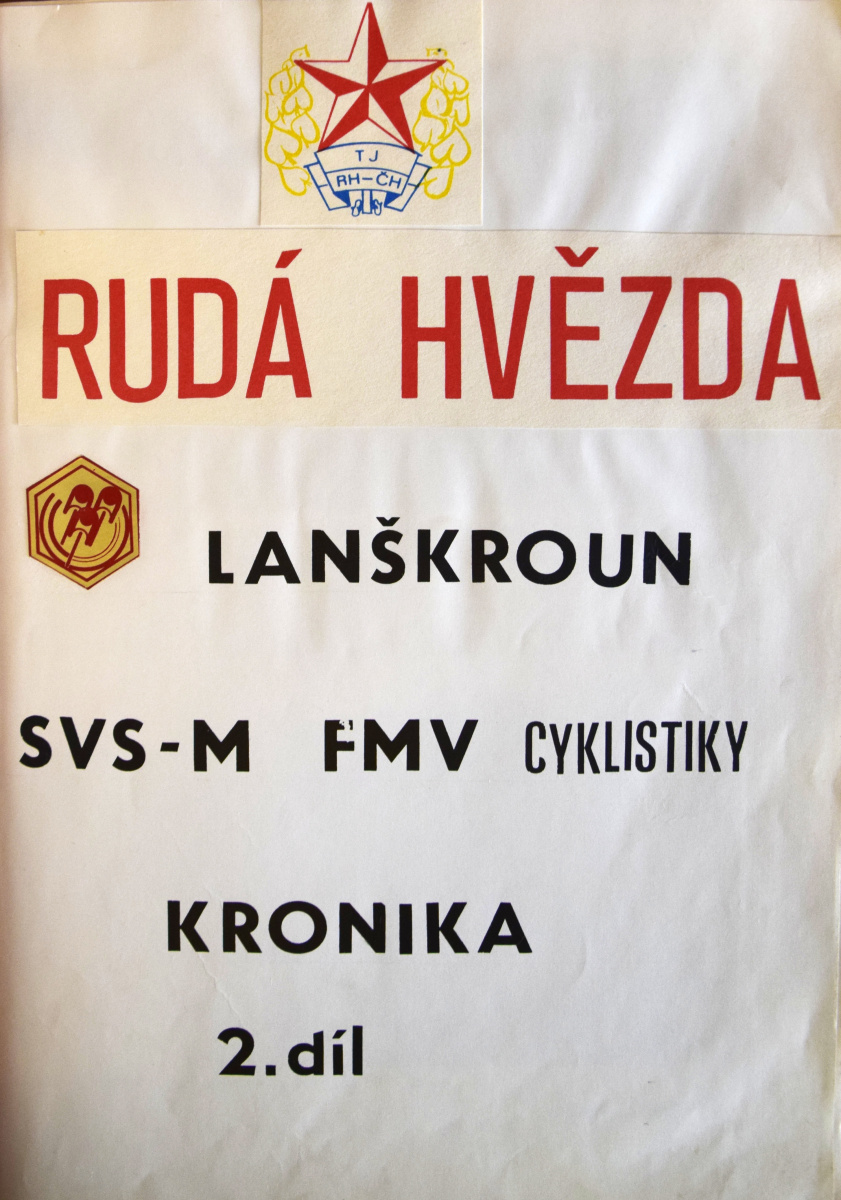 TJ
RH-ČH
RUDÁ HVĚZDA
LANŠKROUN
SVS-M FMV CYKLISTIKY
KRONIKA
2. díl